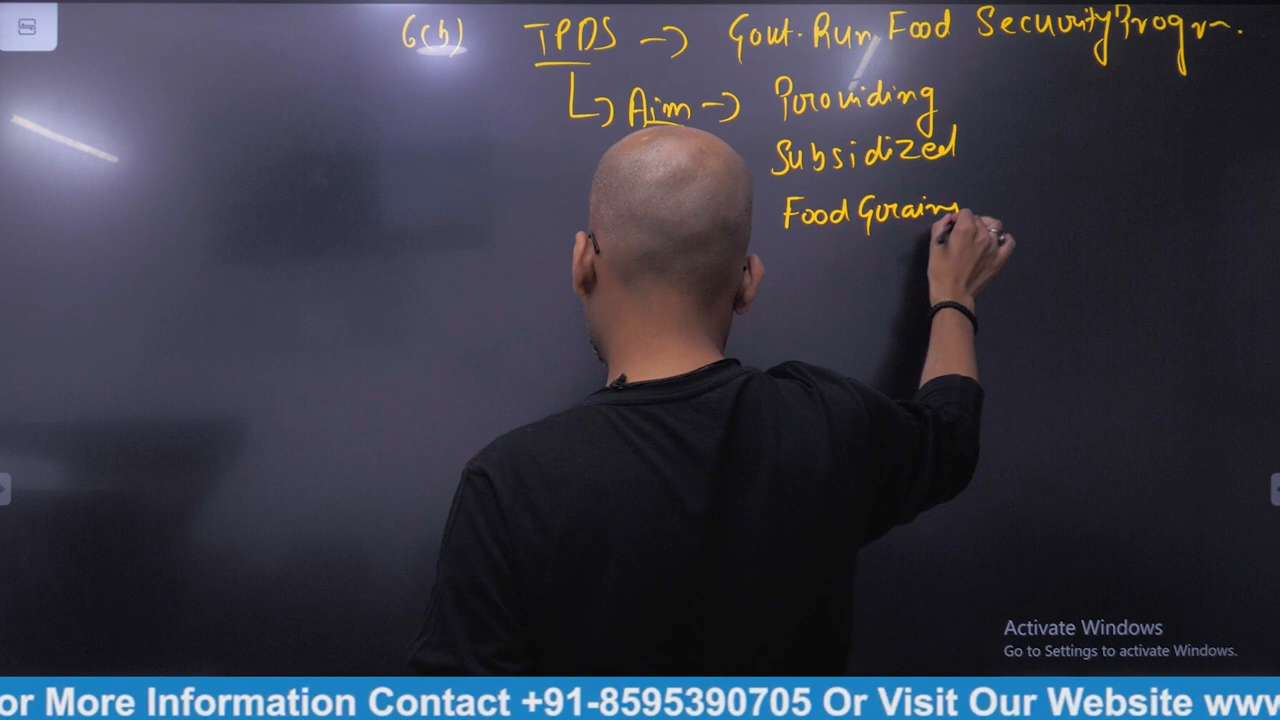 6(b) TPDS → Govt. Run Food Security Progr.
↳ Aim → Providing
Subsidized
Food Grains
Activate Windows
Go to Settings to activate Windows.
or More Information Contact +91-8595390705 Or Visit Our Website www